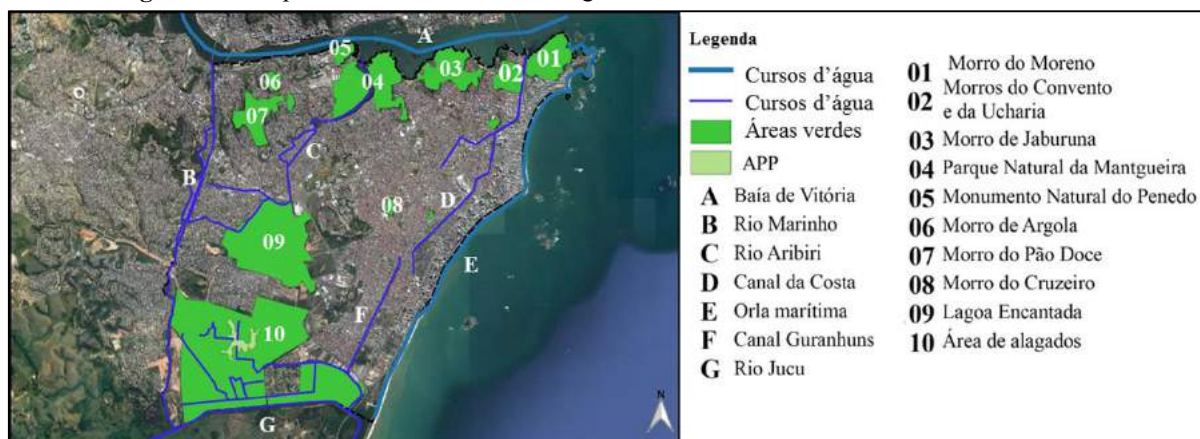 A
05
01
04
03
02
06
07
C
B
08
D
09
E
F
10
G
N
Legenda
Cursos d’água
Cursos d’água
Áreas verdes
APP
A Baía de Vitória
B Rio Marinho
C Rio Aribiri
D Canal da Costa
E Orla marítima
F Canal Guranhuns
G Rio Jucu
01 Morro do Moreno
02 Morros do Convento
e da Ucharia
03 Morro de Jaburuna
04 Parque Natural da Mantgueira
05 Monumento Natural do Penedo
06 Morro de Argola
07 Morro do Pão Doce
08 Morro do Cruzeiro
09 Lagoa Encantada
10 Área de alagados